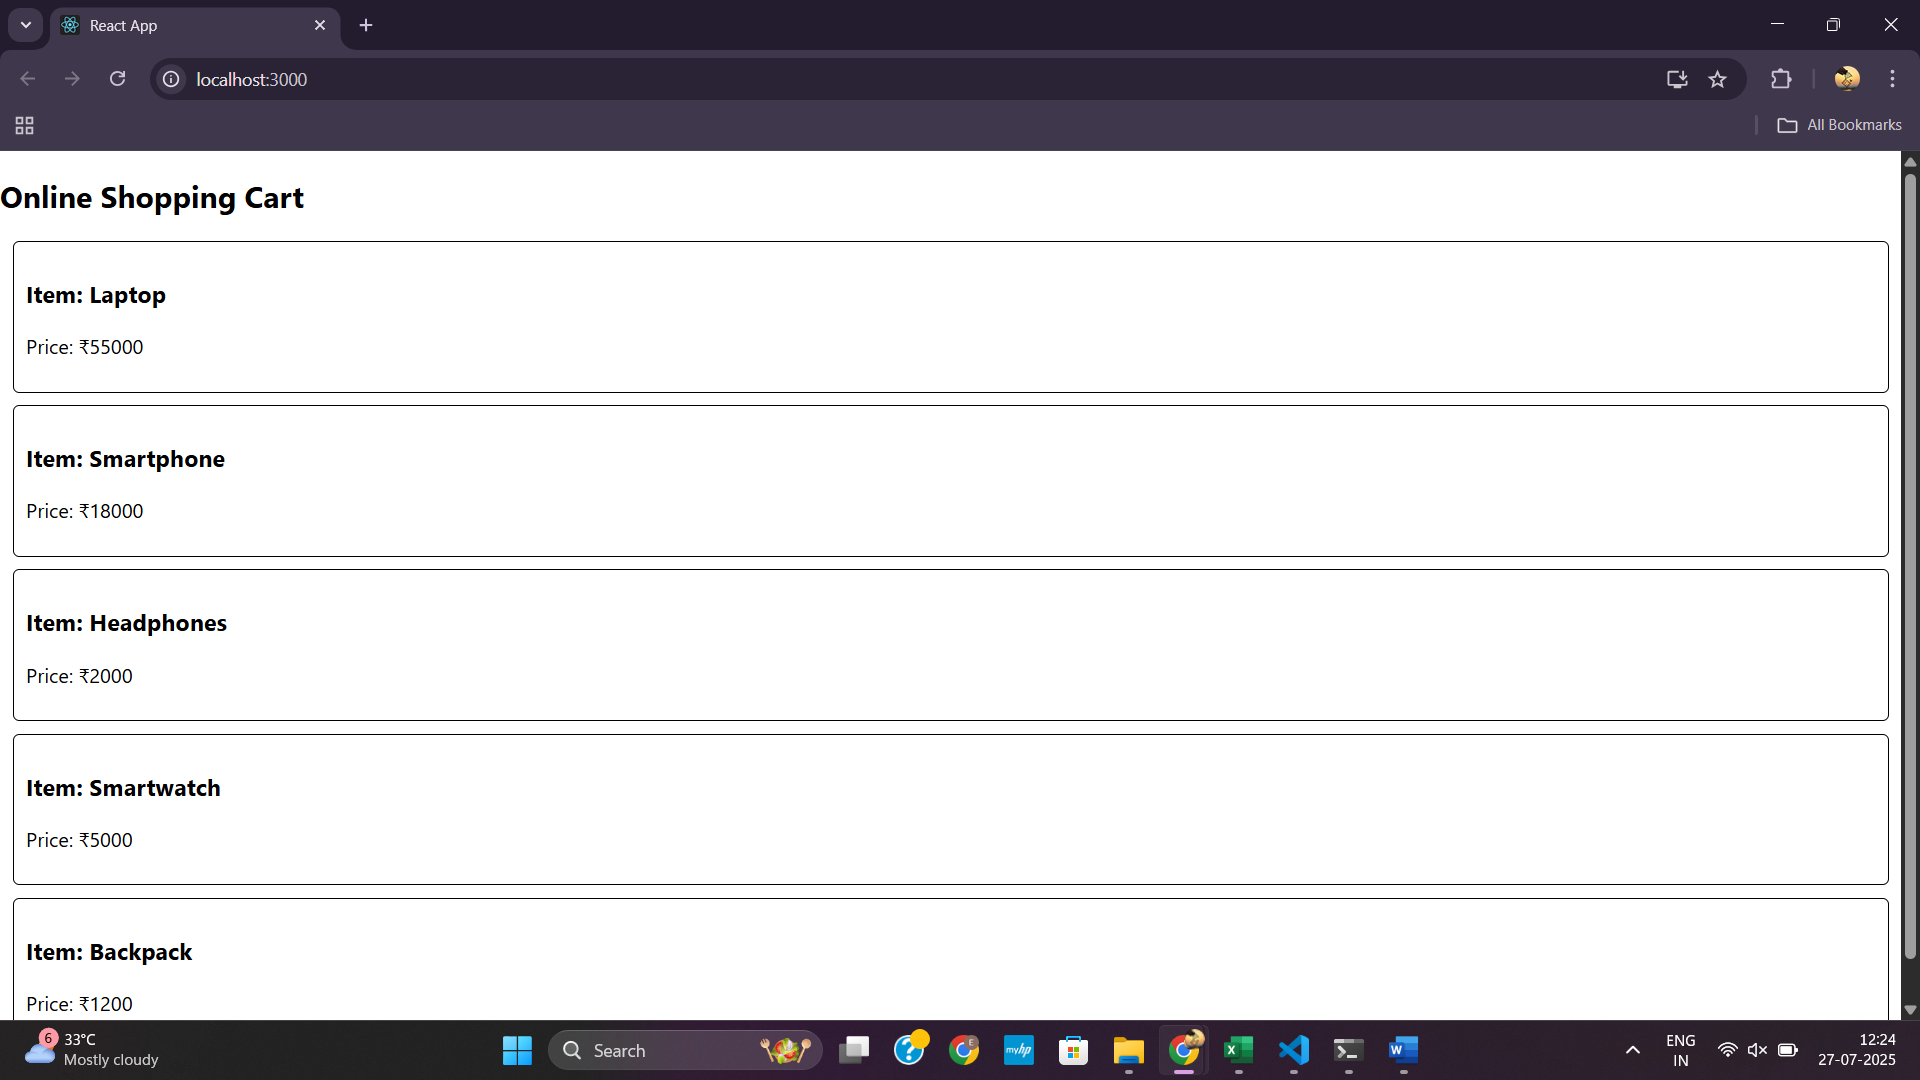 React App
localhost:3000
All Bookmarks
Online Shopping Cart
Item: Laptop
Price: ₹55000
Item: Smartphone
Price: ₹18000
Item: Headphones
Price: ₹2000
Item: Smartwatch
Price: ₹5000
Item: Backpack
Price: ₹1200
6
33°C
Mostly cloudy
Search
E
myhp
X
W
ENG
IN
12:24
27-07-2025